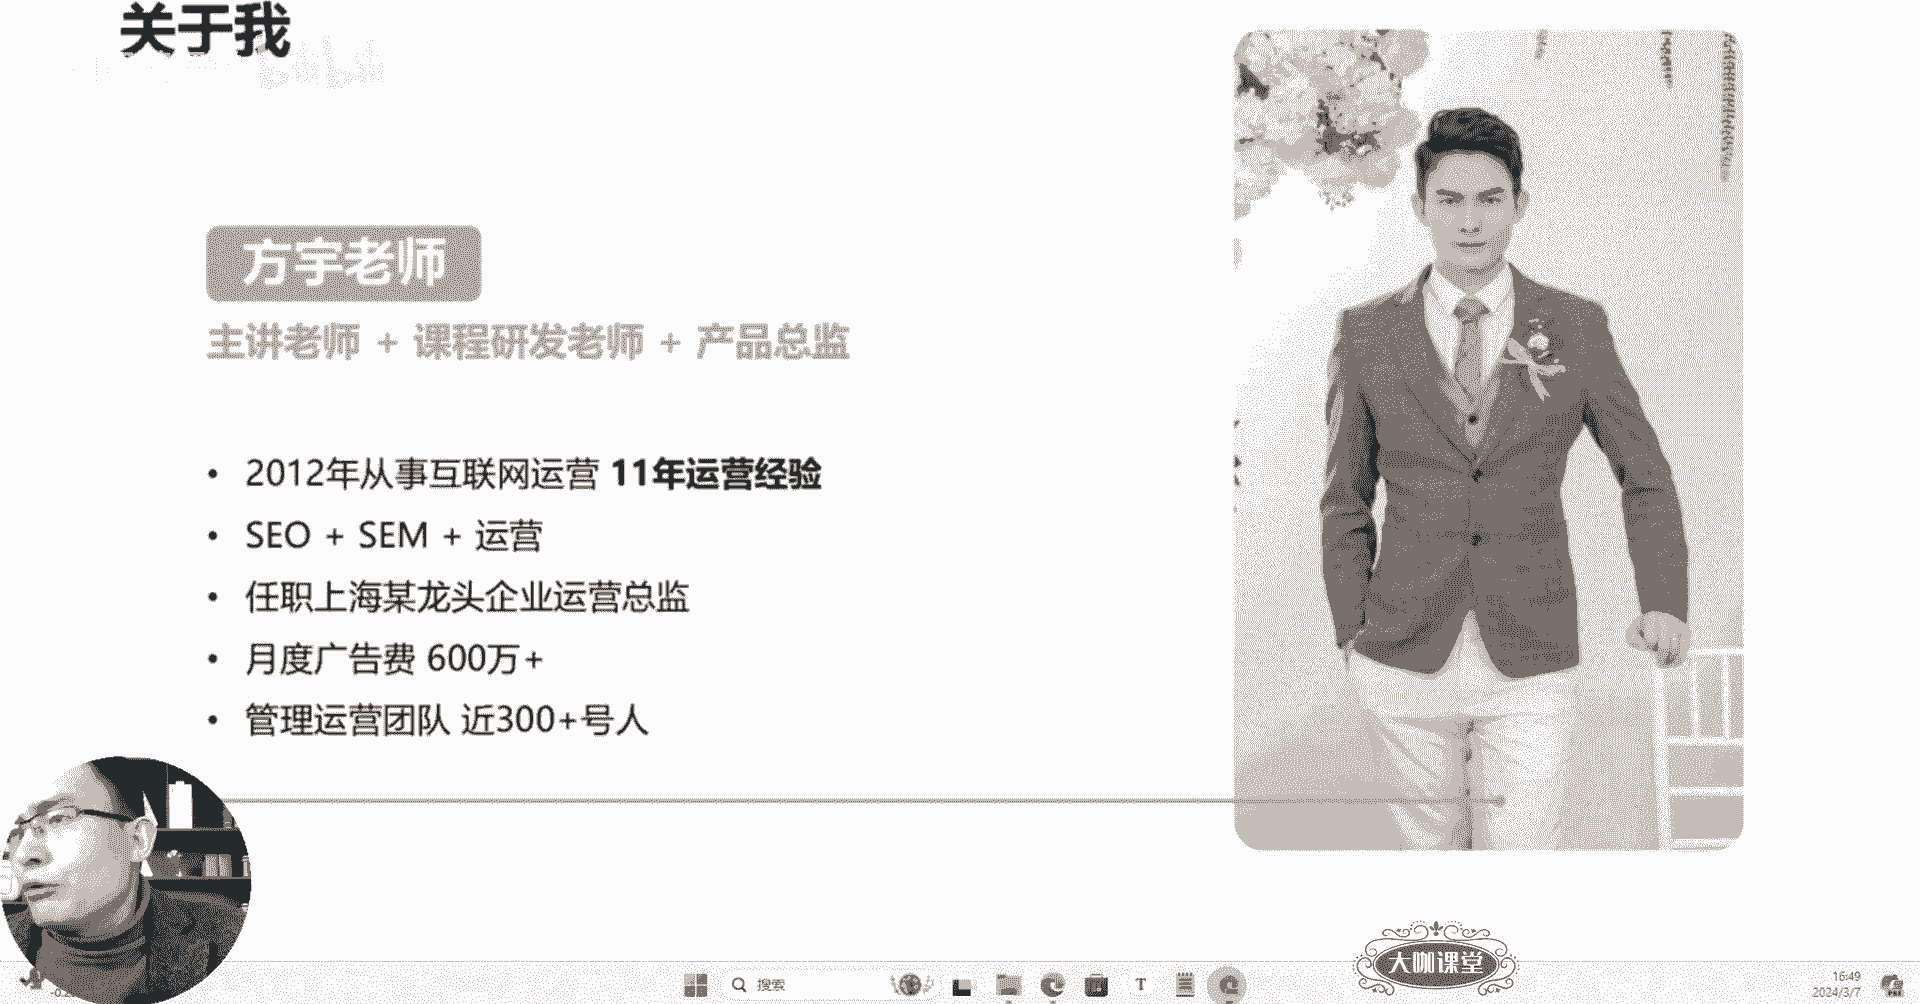 关于我
bilibili
方宇老师
主讲老师 + 课程研发老师 + 产品总监
• 2012年从事互联网运营 11年运营经验
• SEO + SEM + 运营
• 任职上海某龙头企业运营总监
• 月度广告费 600万+
• 管理运营团队 近300+号人
大咖课堂
搜索
T
16:49
2024/3/7